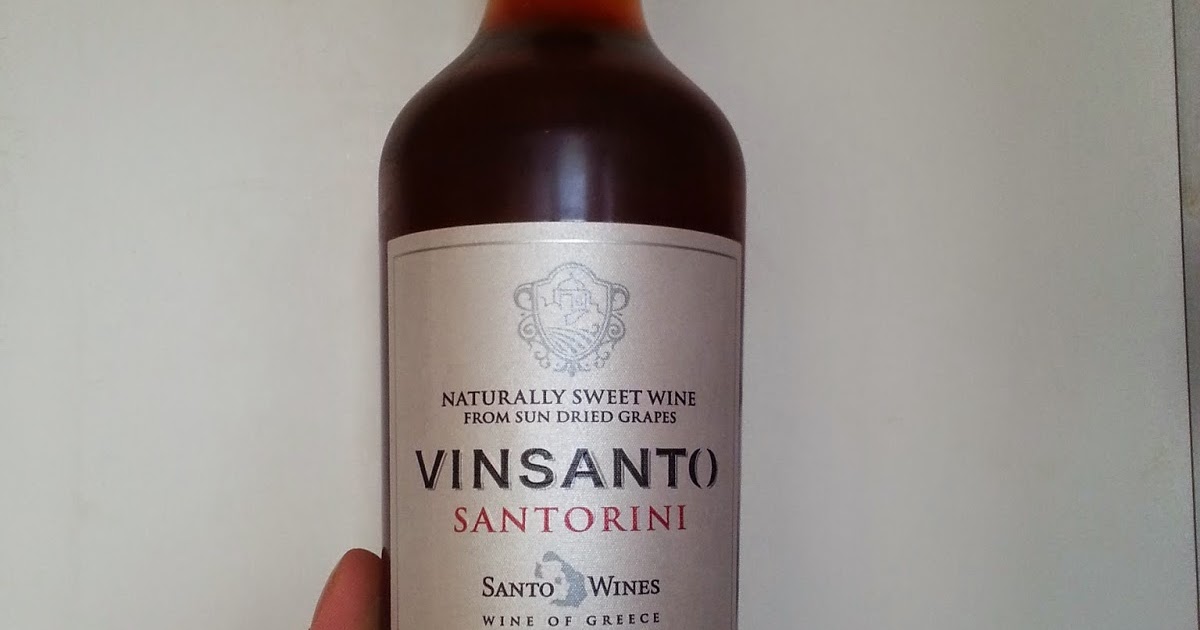 NATURALLY SWEET WINE
FROM SUN DRIED GRAPES
VINSANTO
SANTORINI
SANTO WINES
WINE OF GREECE